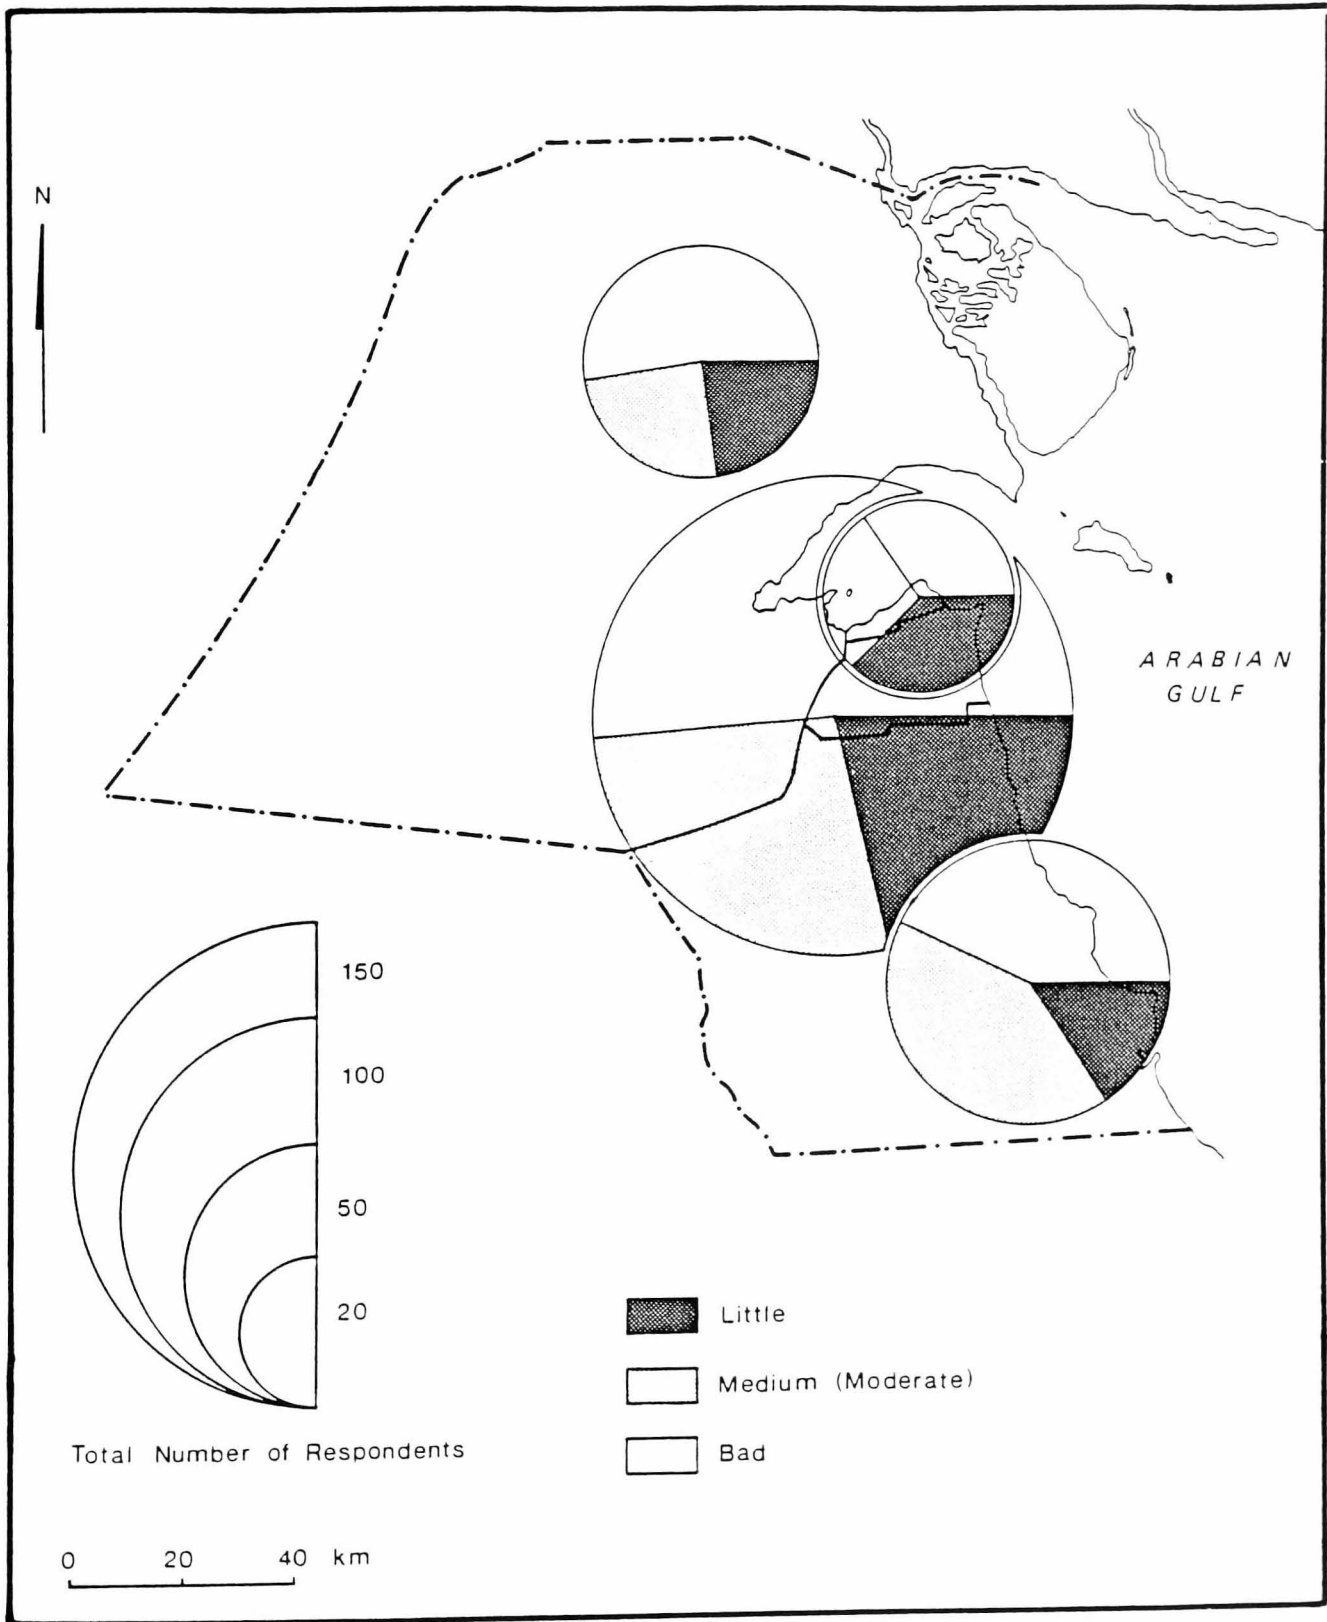 N
ARABIAN
GULF
150
100
50
20
Total Number of Respondents
Little
Medium (Moderate)
Bad
0 20 40 km